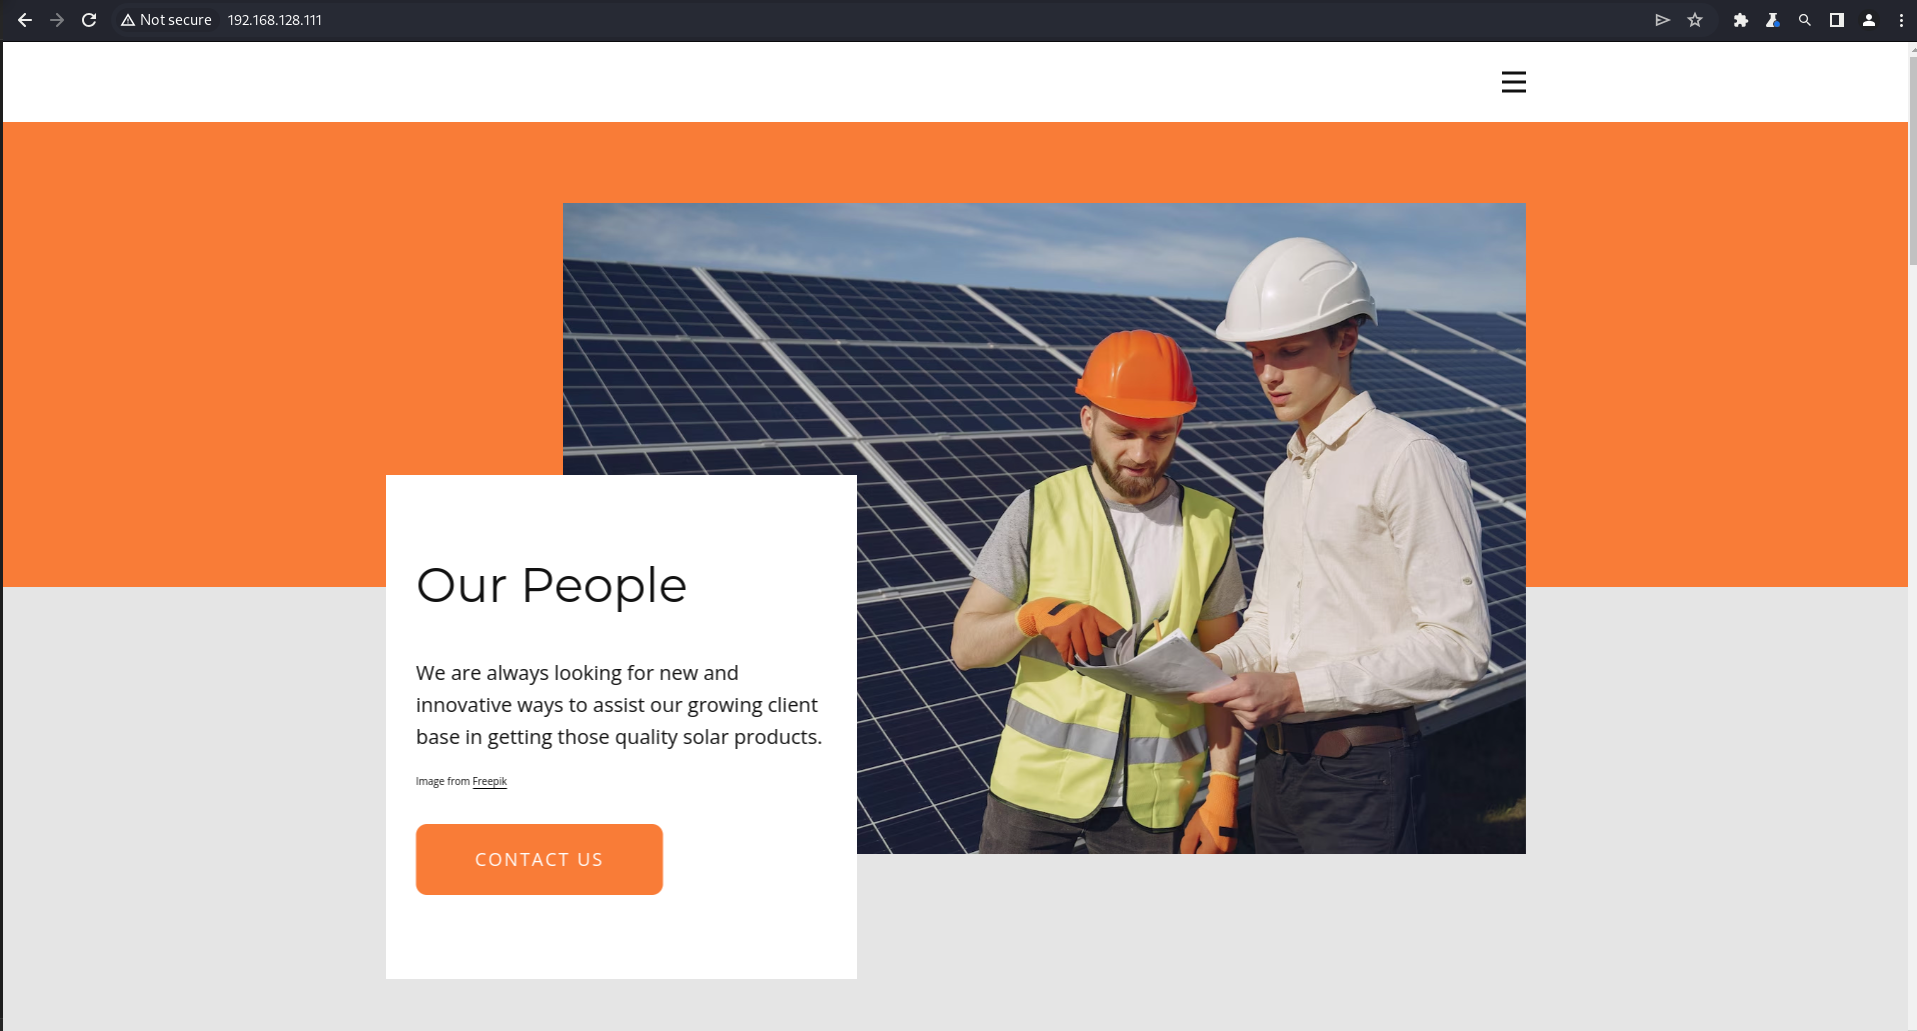 Not secure 192.168.128.111
Our People
We are always looking for new and
innovative ways to assist our growing client
base in getting those quality solar products.
Image from Freepik
CONTACT US